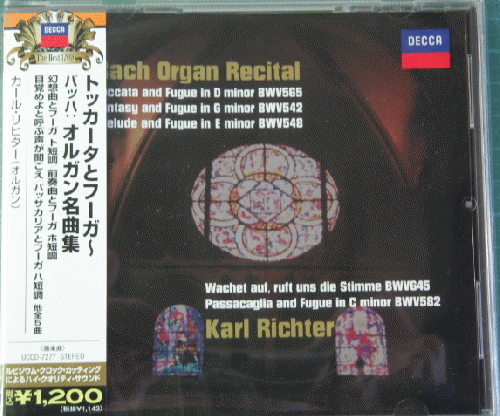 DECCA
The Best 1200
トッカータとフーガ〜
バッハ:オルガン名曲集
幻想曲とフーガ ト短調/前奏曲とフーガ ホ短調
目覚めよと呼ぶ声が聞こえ/パッサカリアとフーガ ハ短調 他全5曲
カール・リヒター(オルガン)
STEREO
ルビジウム・クロック・カッティング
によるハイ・クオリティ・サウンド
税込 ¥1,200
(税抜¥1,143)
DECCA
Bach Organ Recital
Toccata and Fugue in D minor BWV565
Fantasy and Fugue in G minor BWV542
Prelude and Fugue in E minor BWV548
Wachet auf, ruft uns die Stimme BWV645
Passacaglia and Fugue in C minor BWV582
Karl Richter